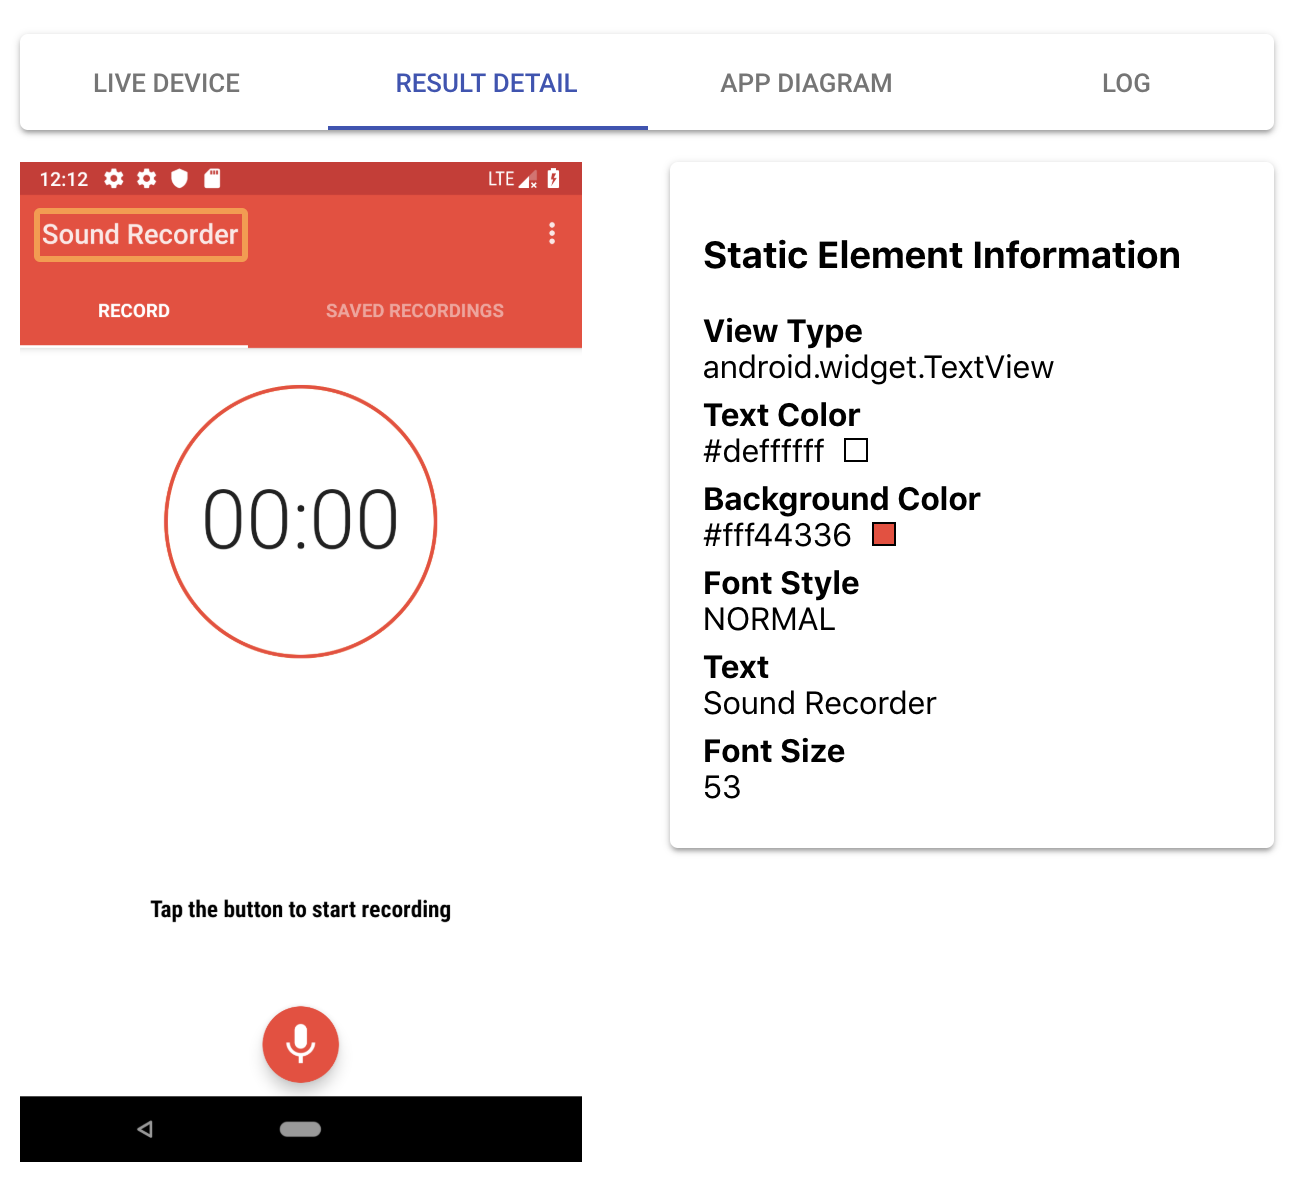 LIVE DEVICE
RESULT DETAIL
APP DIAGRAM
LOG
12:12
LTE
Sound Recorder
RECORD
SAVED RECORDINGS
00:00
Tap the button to start recording
Static Element Information
View Type
android.widget.TextView
Text Color
#deffffff
Background Color
#fff44336
Font Style
NORMAL
Text
Sound Recorder
Font Size
53